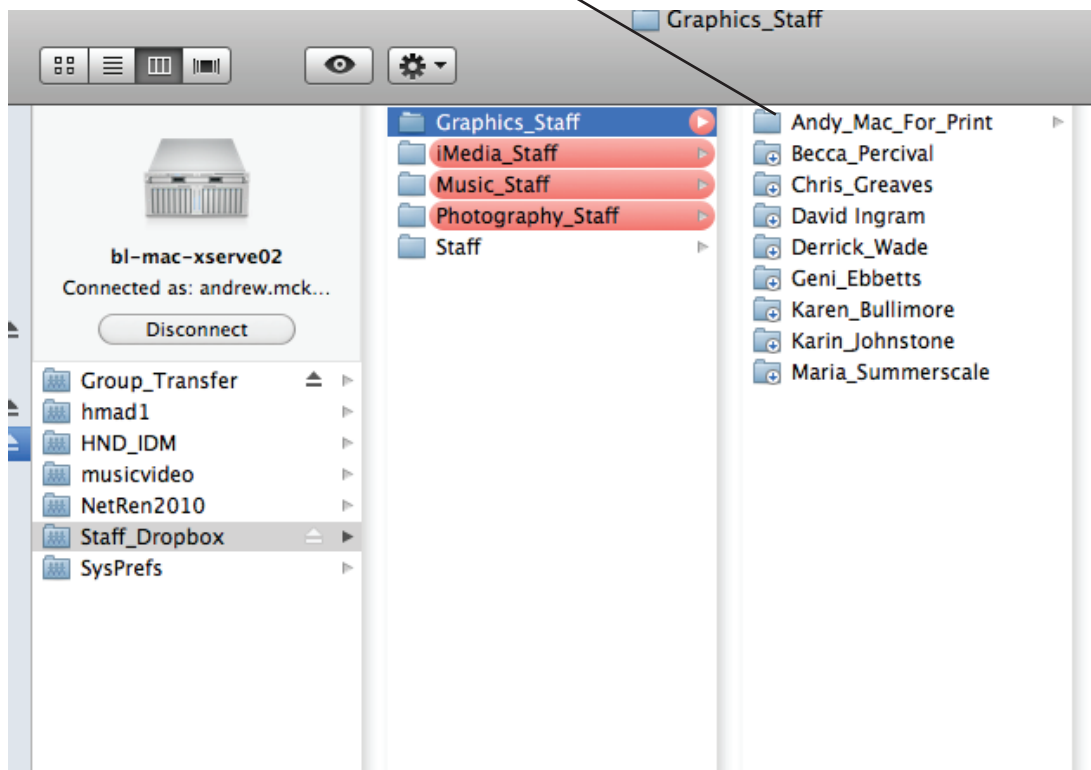 Graphics_Staff
bl-mac-xserve02
Connected as: andrew.mck...
Disconnect
Group_Transfer
hmad1
HND_IDM
musicvideo
NetRen2010
Staff_Dropbox
SysPrefs
Graphics_Staff
iMedia_Staff
Music_Staff
Photography_Staff
Staff
Andy_Mac_For_Print
Becca_Percival
Chris_Greaves
David Ingram
Derrick_Wade
Geni_Ebbetts
Karen_Bullimore
Karin_Johnstone
Maria_Summerscale